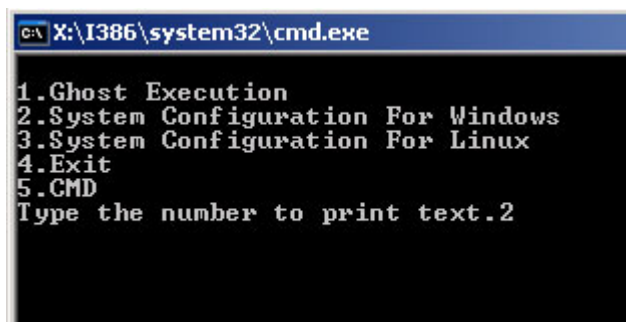 X:\I386\system32\cmd.exe
1.Ghost Execution
2.System Configuration For Windows
3.System Configuration For Linux
4.Exit
5.CMD
Type the number to print text.2